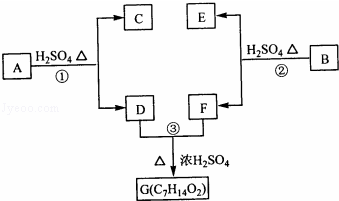 C E
H₂SO₄ △ H₂SO₄ △
A ① ② B
D F
③
△ 浓H₂SO₄
G(C₇H₁₄O₂)